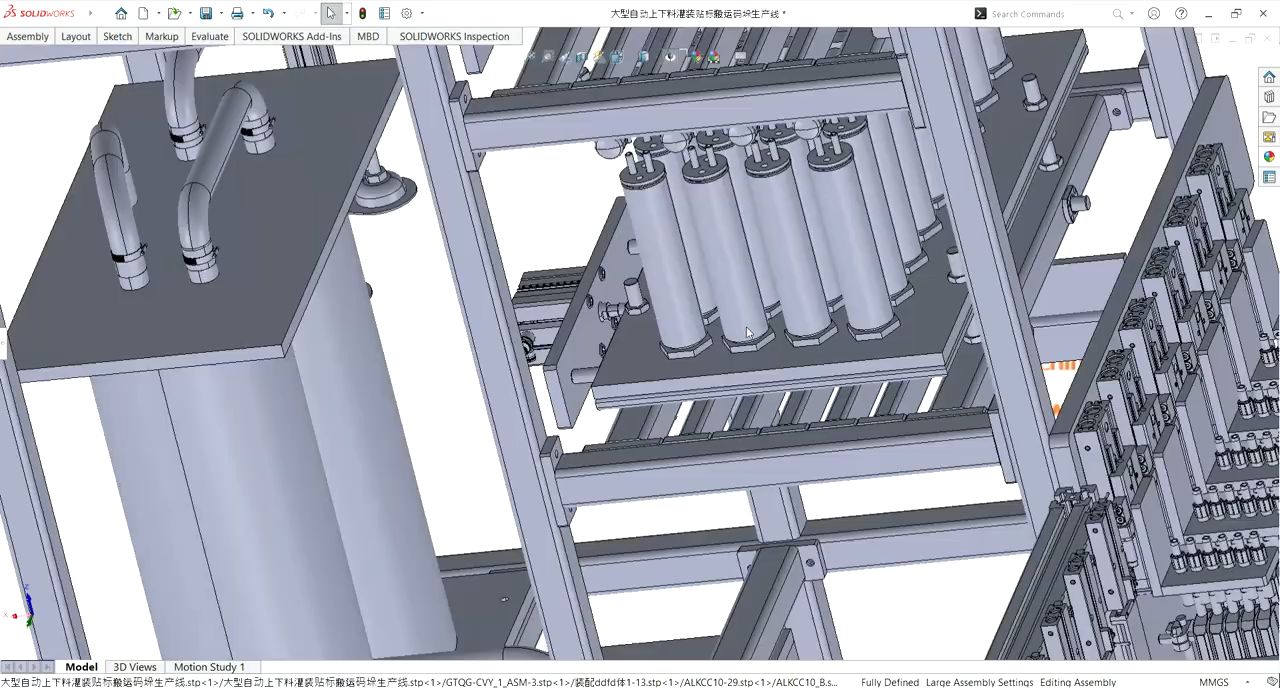 SOLIDWORKS
大型自动上下料灌装贴标搬运码垛生产线 *
Search Commands
Assembly
Layout
Sketch
Markup
Evaluate
SOLIDWORKS Add-Ins
MBD
SOLIDWORKS Inspection
Model
3D Views
Motion Study 1
大型自动上下料灌装贴标搬运码垛生产线.stp<1>/大型自动上下料灌装贴标搬运码垛生产线.stp<1>/GTQG-CVY_1_ASM-3.stp<1>/装配ddfd体1-13.stp<1>/ALKCC10-29.stp<1>/ALKCC10_B.s...
Fully Defined
Large Assembly Settings
Editing Assembly
MMGS